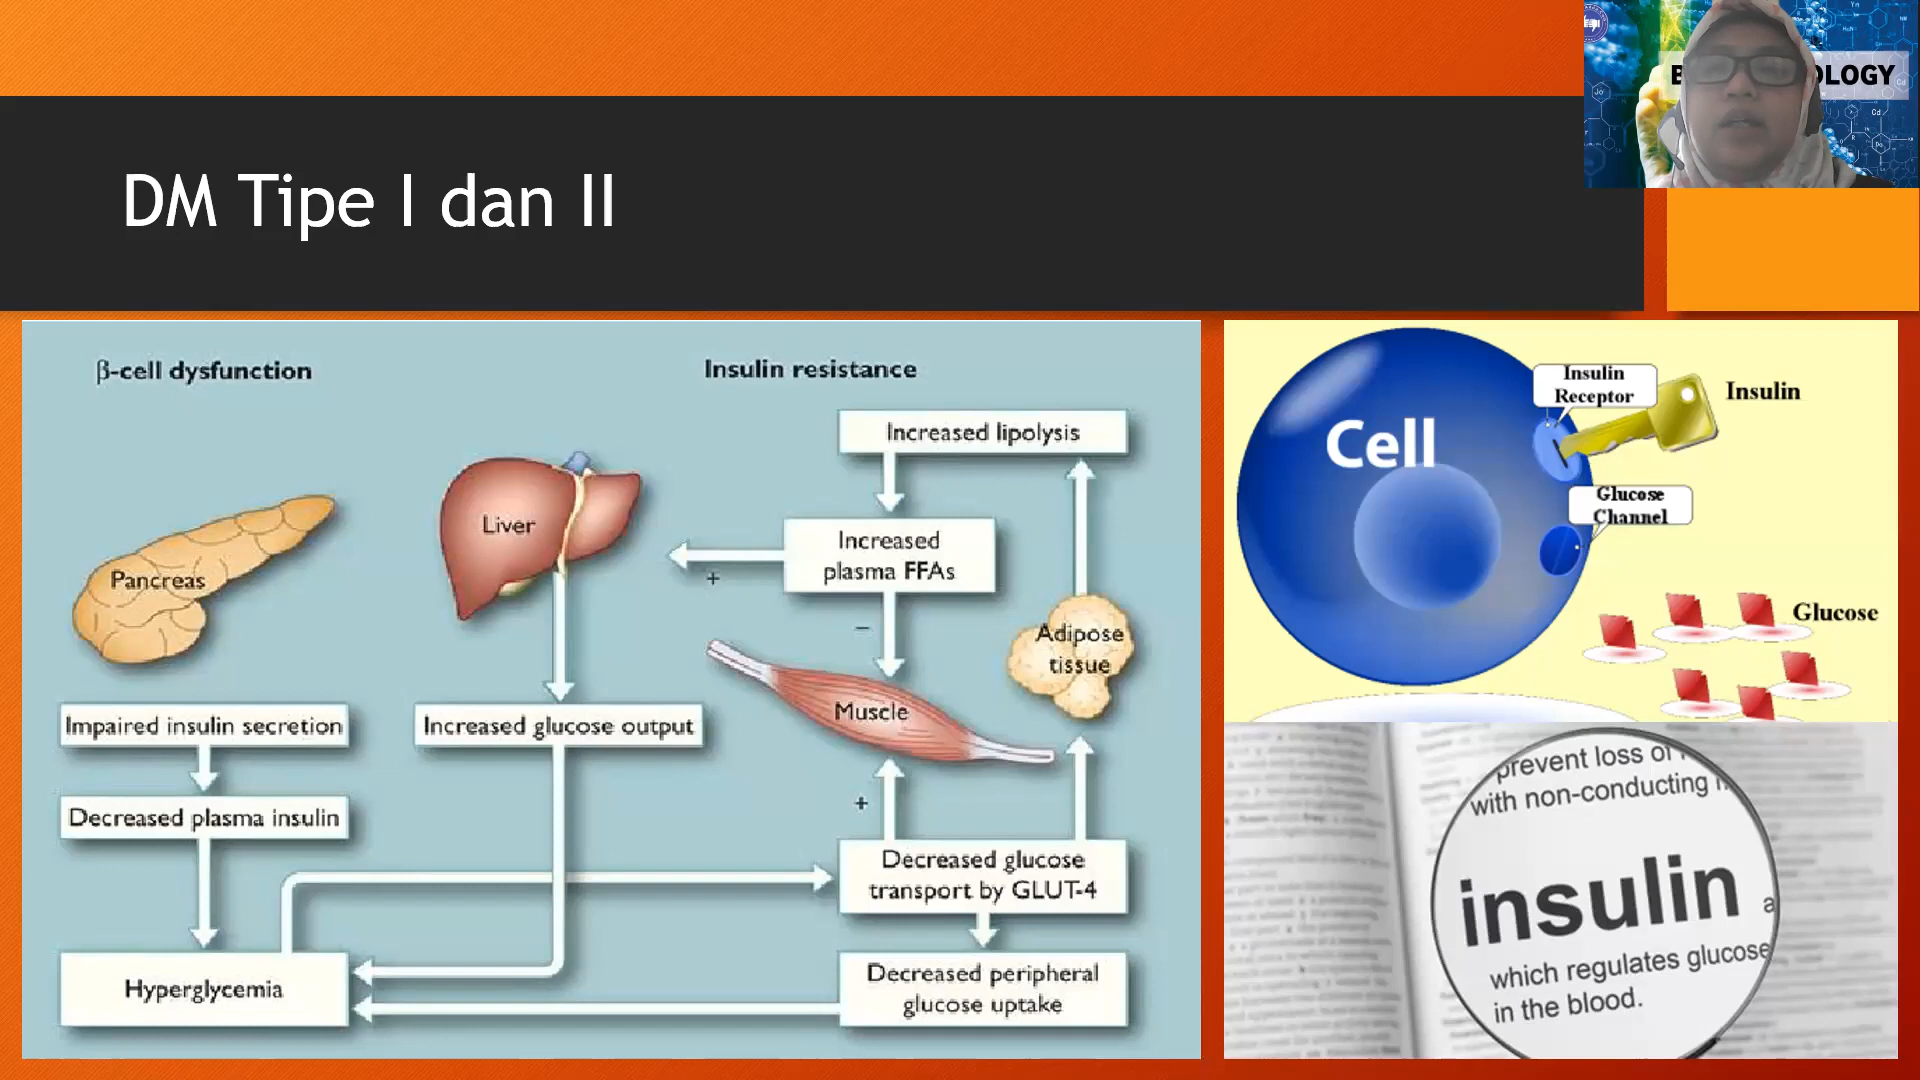 DM Tipe I dan II
OLOGY
β-cell dysfunction
Insulin resistance
Increased lipolysis
Liver
Increased
plasma FFAs
+
−
Pancreas
Adipose
tissue
Muscle
Impaired insulin secretion
Increased glucose output
Decreased plasma insulin
+
Decreased glucose
transport by GLUT-4
Hyperglycemia
Decreased peripheral
glucose uptake
Cell
Insulin
Receptor
Insulin
Glucose
Channel
Glucose
prevent loss of
with non-conducting
insulin a
which regulates glucose
in the blood.